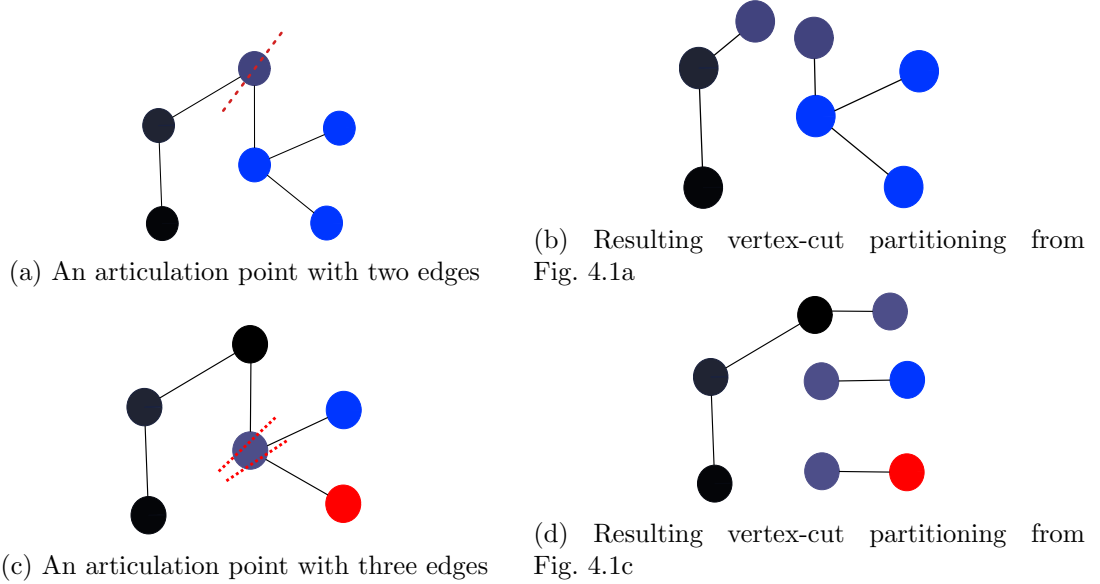 (a) An articulation point with two edges
(b) Resulting vertex-cut partitioning from
Fig. 4.1a
(c) An articulation point with three edges
(d) Resulting vertex-cut partitioning from
Fig. 4.1c